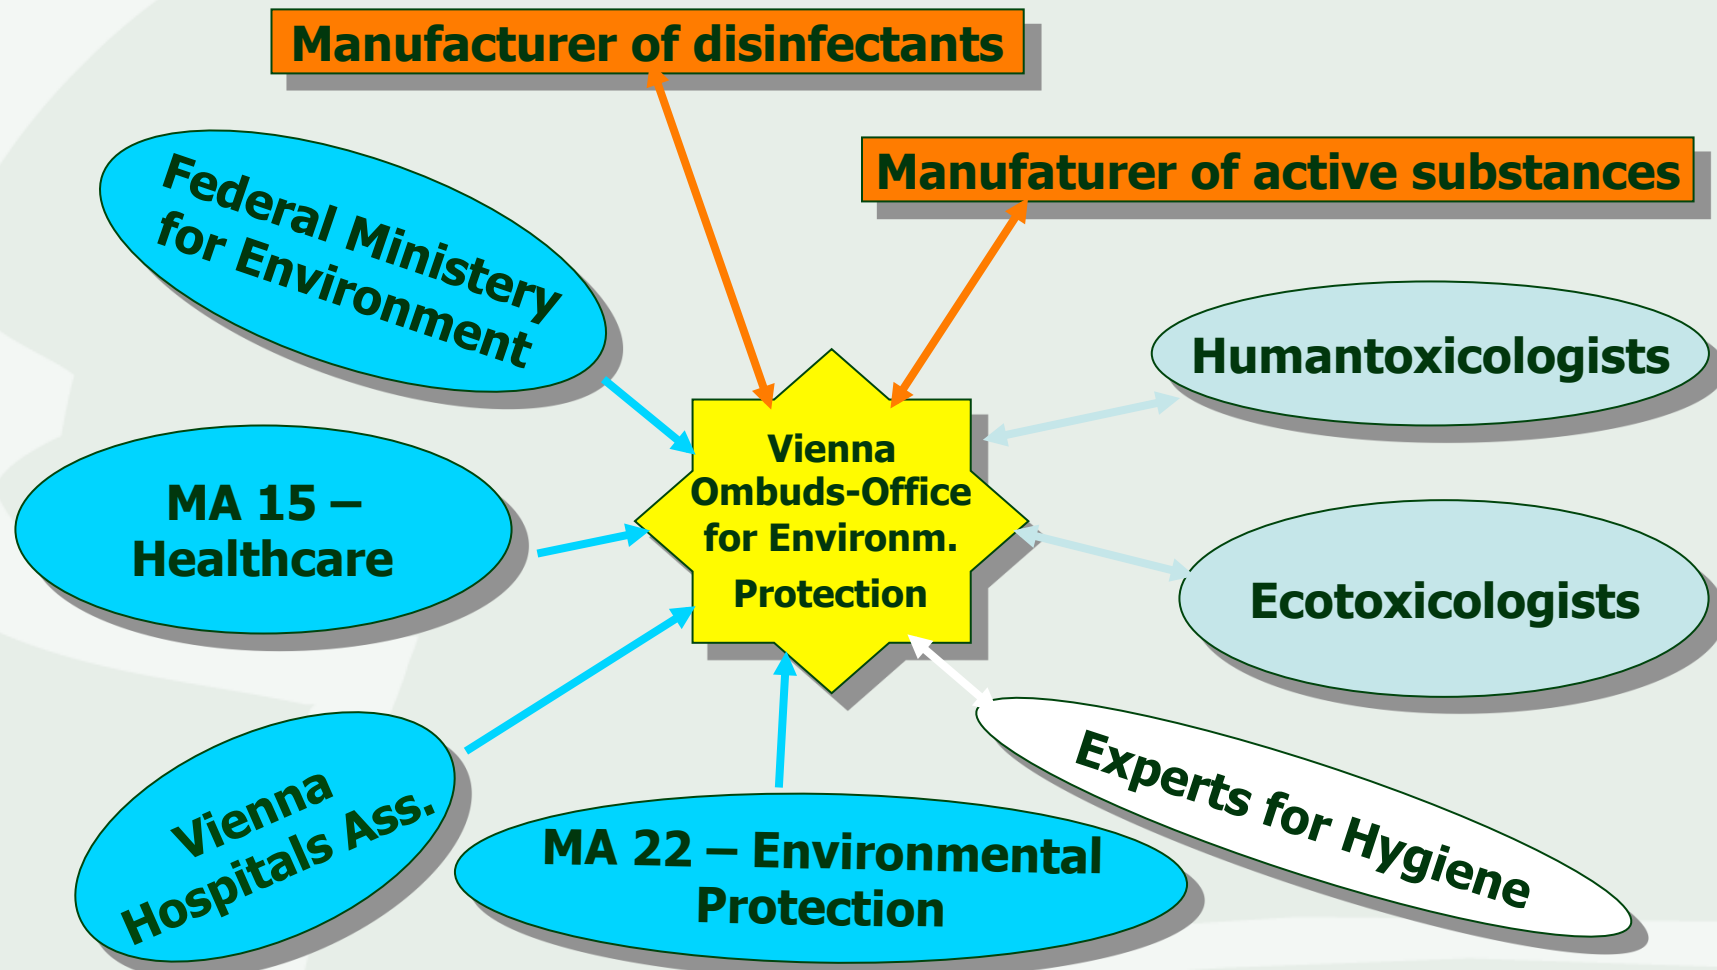 Manufacturer of disinfectants
Manufaturer of active substances
Federal Ministery
for Environment
Humantoxicologists
Vienna
Ombuds-Office
for Environm.
Protection
MA 15 –
Healthcare
Ecotoxicologists
Experts for Hygiene
Vienna
Hospitals Ass.
MA 22 – Environmental
Protection